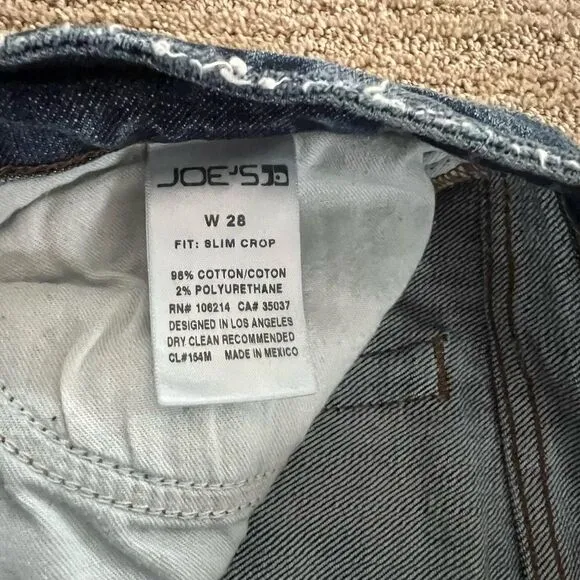 JOE'S
W 28
FIT: SLIM CROP
98% COTTON/COTON
2% POLYURETHANE
RN# 106214 CA# 35037
DESIGNED IN LOS ANGELES
DRY CLEAN RECOMMENDED
CL#154M MADE IN MEXICO